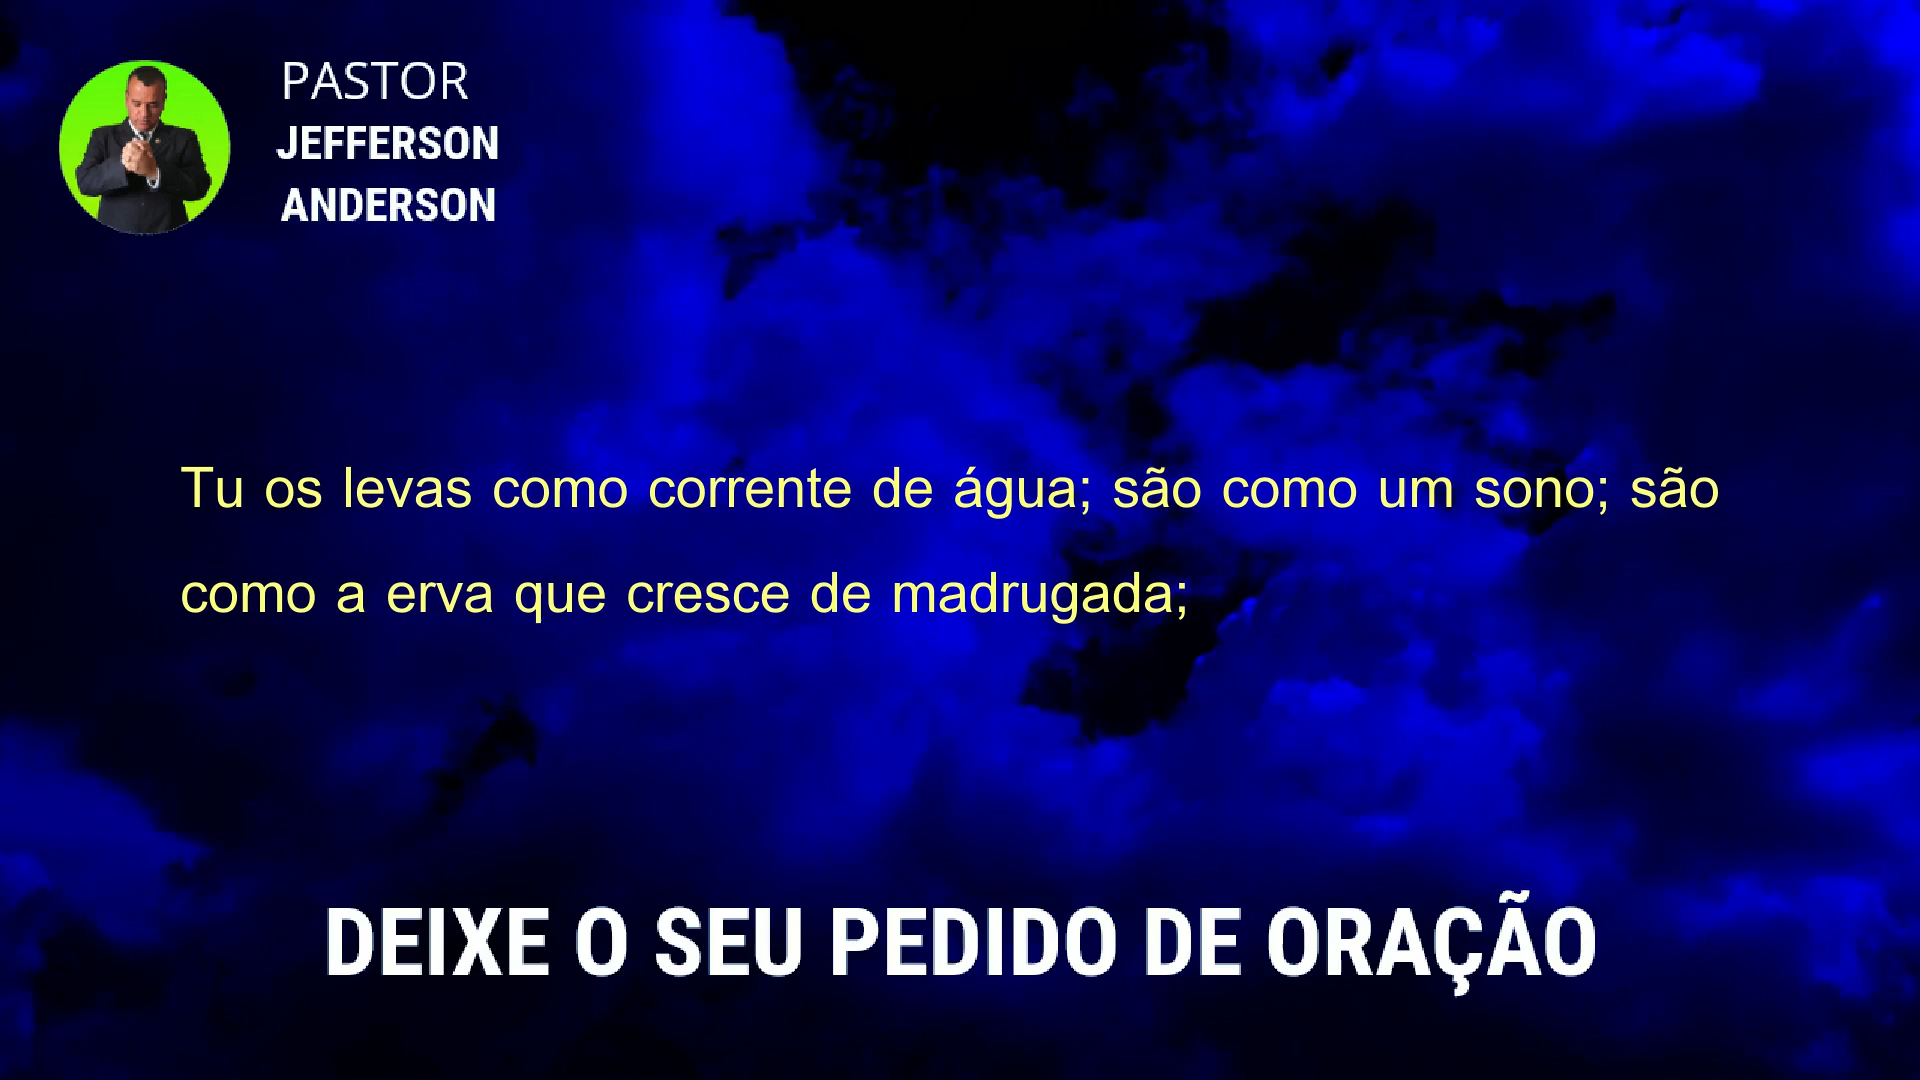 PASTOR
JEFFERSON
ANDERSON
Tu os levas como corrente de água; são como um sono; são
como a erva que cresce de madrugada;
DEIXE O SEU PEDIDO DE ORAÇÃO